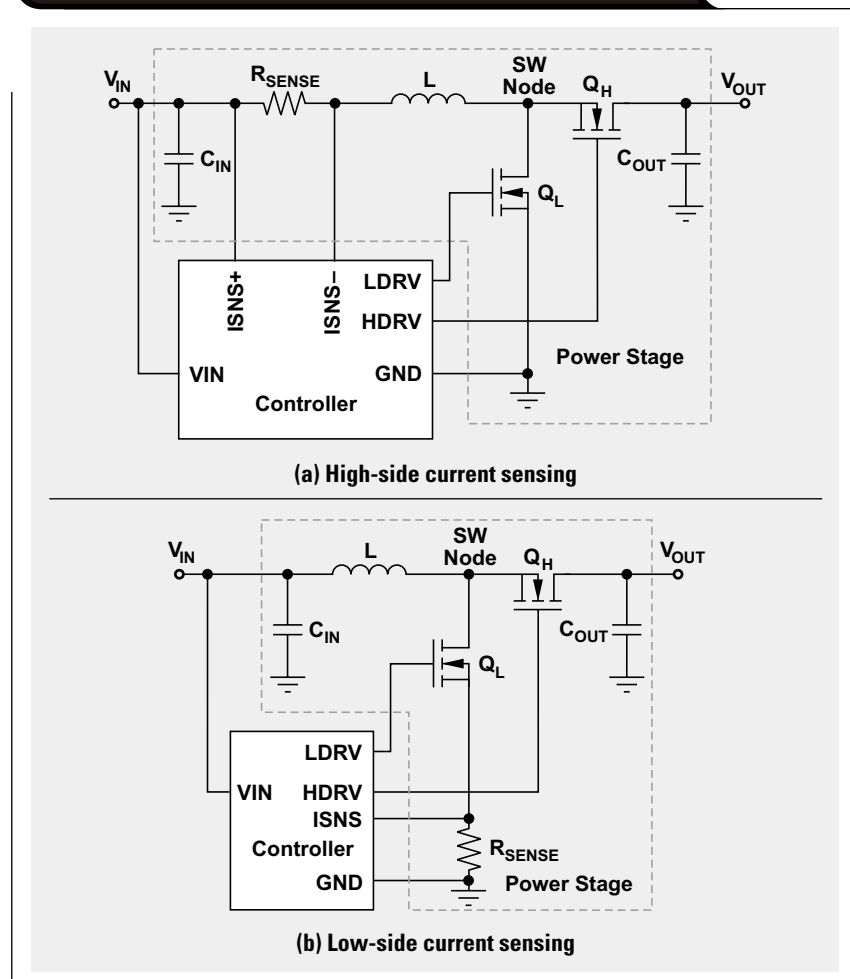 SW
Node
V_IN
R_SENSE
L
Q_H
V_OUT
C_IN
C_OUT
Q_L
ISNS+
ISNS–
LDRV
HDRV
Power Stage
VIN
GND
Controller
(a) High-side current sensing
SW
Node
V_IN
L
Q_H
V_OUT
C_IN
C_OUT
Q_L
LDRV
VIN
HDRV
ISNS
Controller
R_SENSE
GND
Power Stage
(b) Low-side current sensing